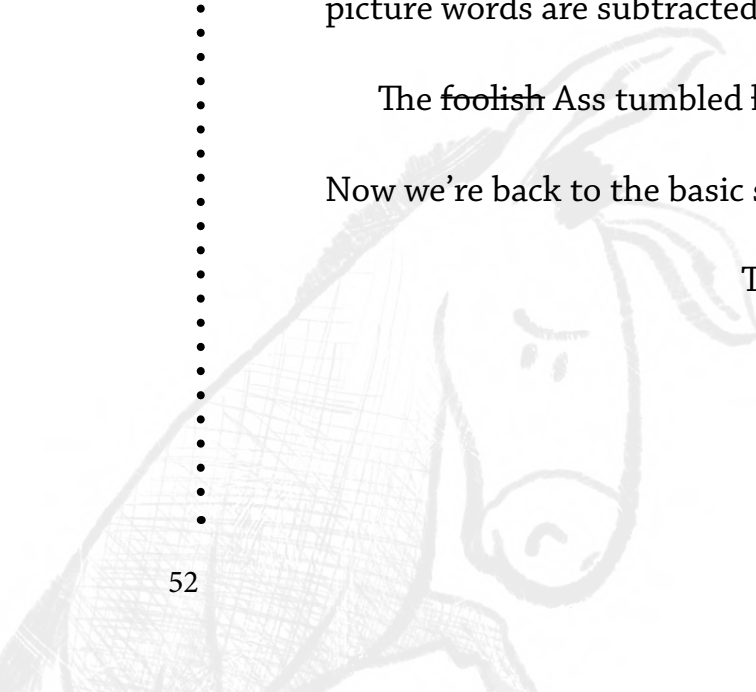 picture words are subtracted
The foolish Ass tumbled
Now we're back to the basic
52